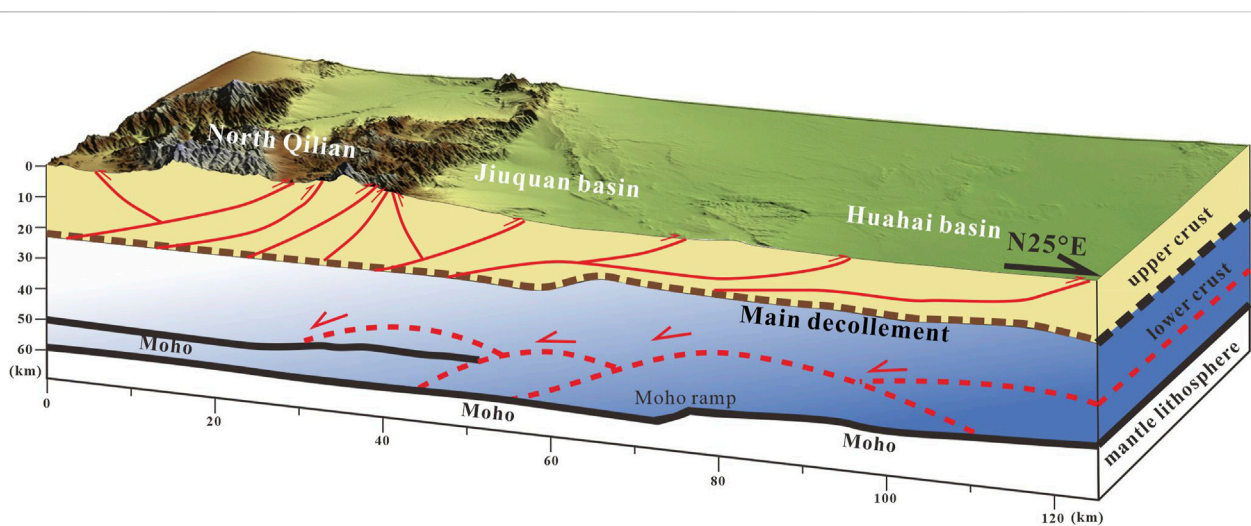 North Qilian
Jiuquan basin
Huahai basin
N25°E
upper crust
lower crust
mantle lithosphere
Main decollement
Moho
Moho
Moho ramp
Moho
0
10
20
30
40
50
60
(km)
0
20
40
60
80
100
120 (km)